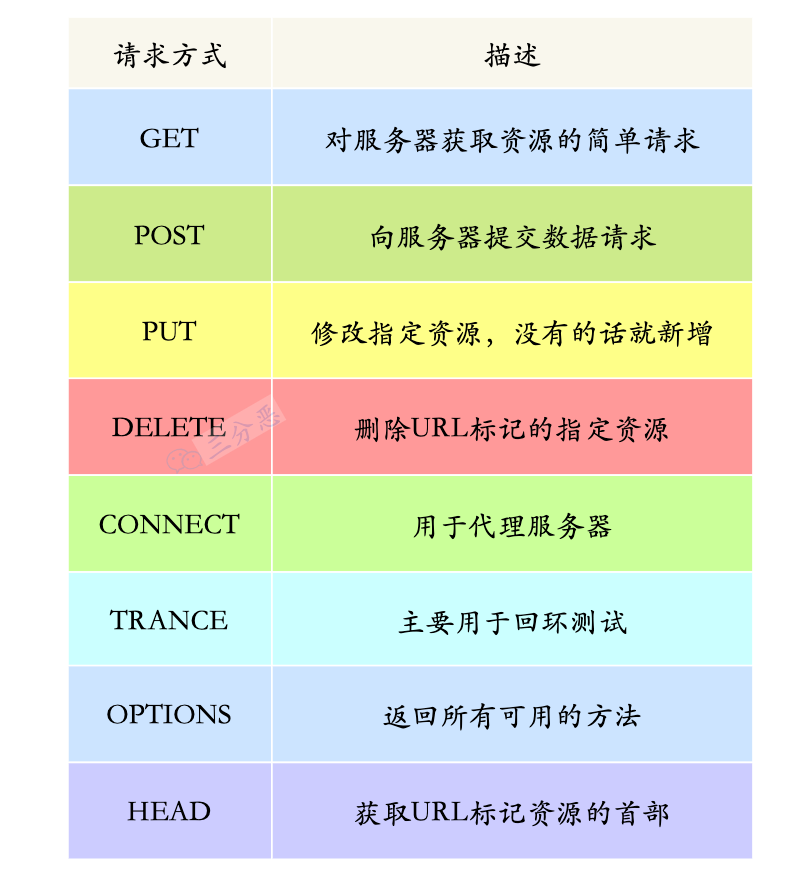 请求方式 描述
GET 对服务器获取资源的简单请求
POST 向服务器提交数据请求
PUT 修改指定资源，没有的话就新增
DELETE 删除URL标记的指定资源
三分恶
CONNECT 用于代理服务器
TRANCE 主要用于回环测试
OPTIONS 返回所有可用的方法
HEAD 获取URL标记资源的首部